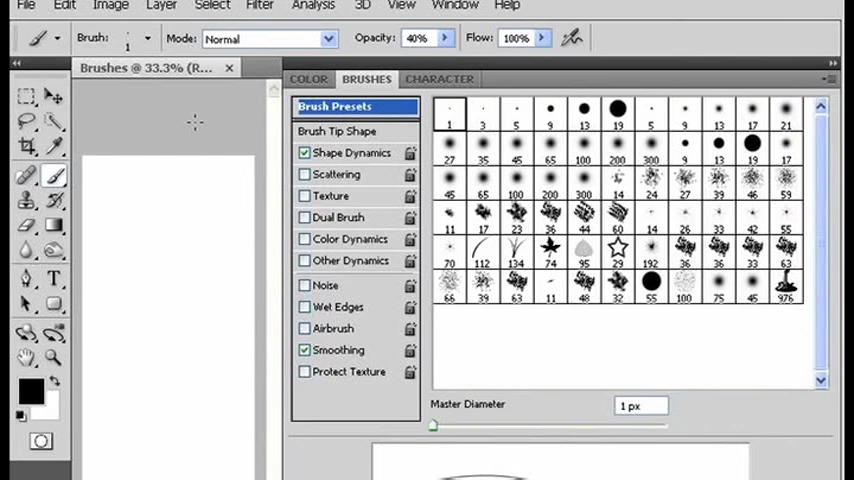 File Edit Image Layer Select Filter Analysis 3D View Window Help
Brush: 1 Mode: Normal Opacity: 40% Flow: 100%
Brushes @ 33.3% (R... ×
COLOR BRUSHES CHARACTER
Brush Presets
Brush Tip Shape
Shape Dynamics
Scattering
Texture
Dual Brush
Color Dynamics
Other Dynamics
Noise
Wet Edges
Airbrush
Smoothing
Protect Texture
1 3 5 9 13 19 5 9 13 17 21
27 35 45 65 100 200 300 9 13 19 17
45 65 100 200 300 14 24 27 39 46 59
11 17 23 36 44 60 14 26 33 42 55
70 112 134 74 95 29 192 36 36 33 63
66 39 63 11 48 32 55 100 75 45 976
Master Diameter 1 px